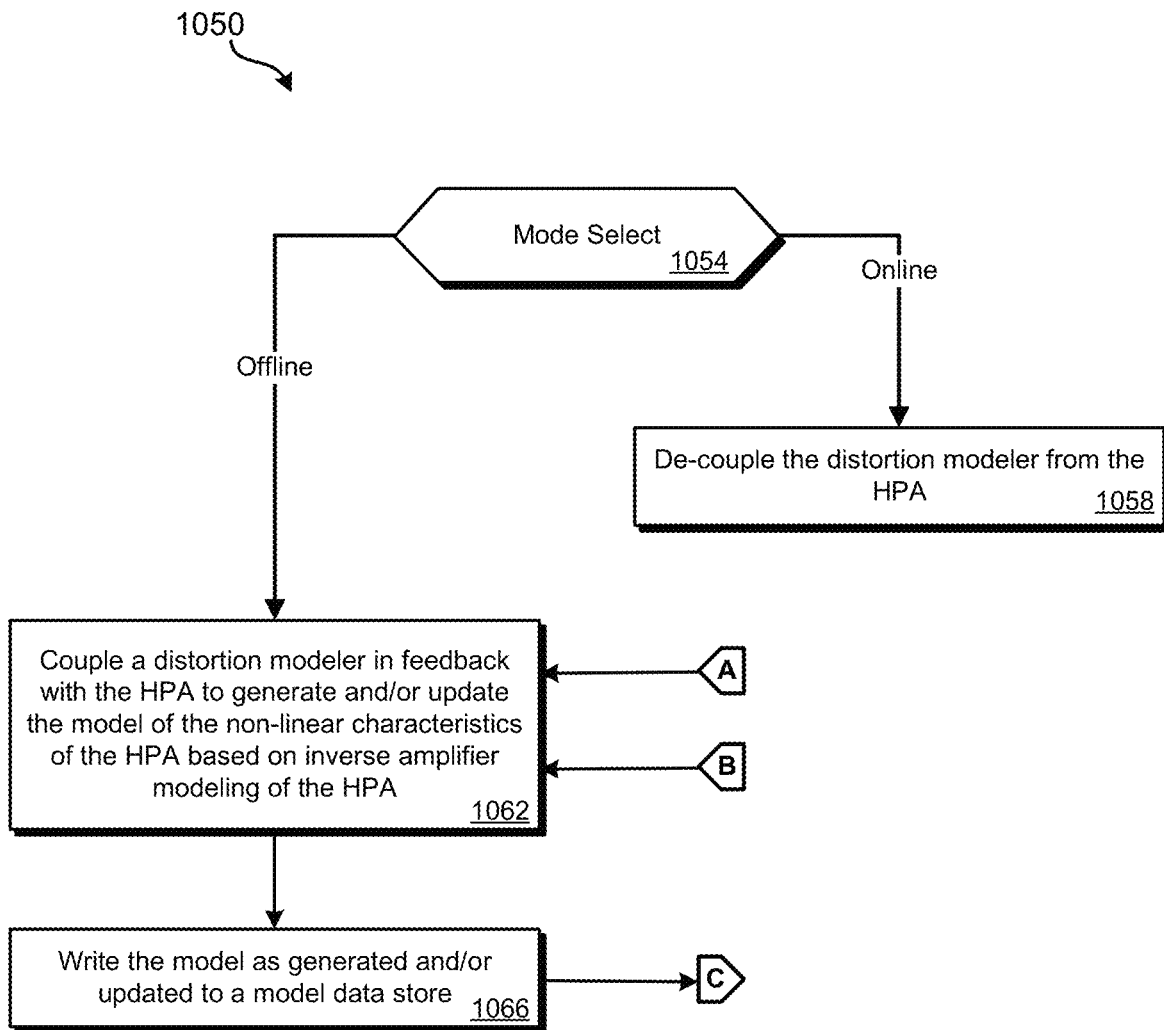 1050
Mode Select
1054
Online
Offline
De-couple the distortion modeler from the
HPA
1058
Couple a distortion modeler in feedback
with the HPA to generate and/or update
the model of the non-linear characteristics
of the HPA based on inverse amplifier
modeling of the HPA
1062
A
B
Write the model as generated and/or
updated to a model data store
1066
C